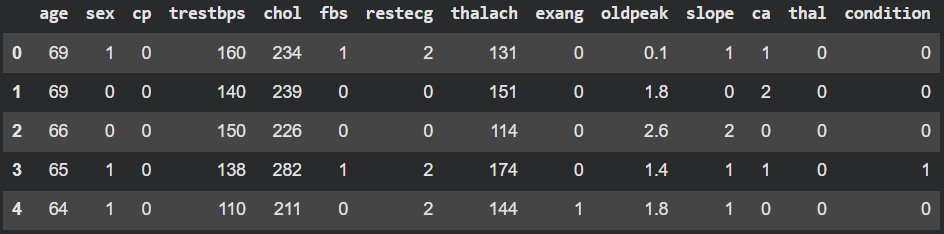 age sex cp trestbps chol fbs restecg thalach exang oldpeak slope ca thal condition
0 69 1 0 160 234 1 2 131 0 0.1 1 1 0 0
1 69 0 0 140 239 0 0 151 0 1.8 0 2 0 0
2 66 0 0 150 226 0 0 114 0 2.6 2 0 0 0
3 65 1 0 138 282 1 2 174 0 1.4 1 1 0 1
4 64 1 0 110 211 0 2 144 1 1.8 1 0 0 0